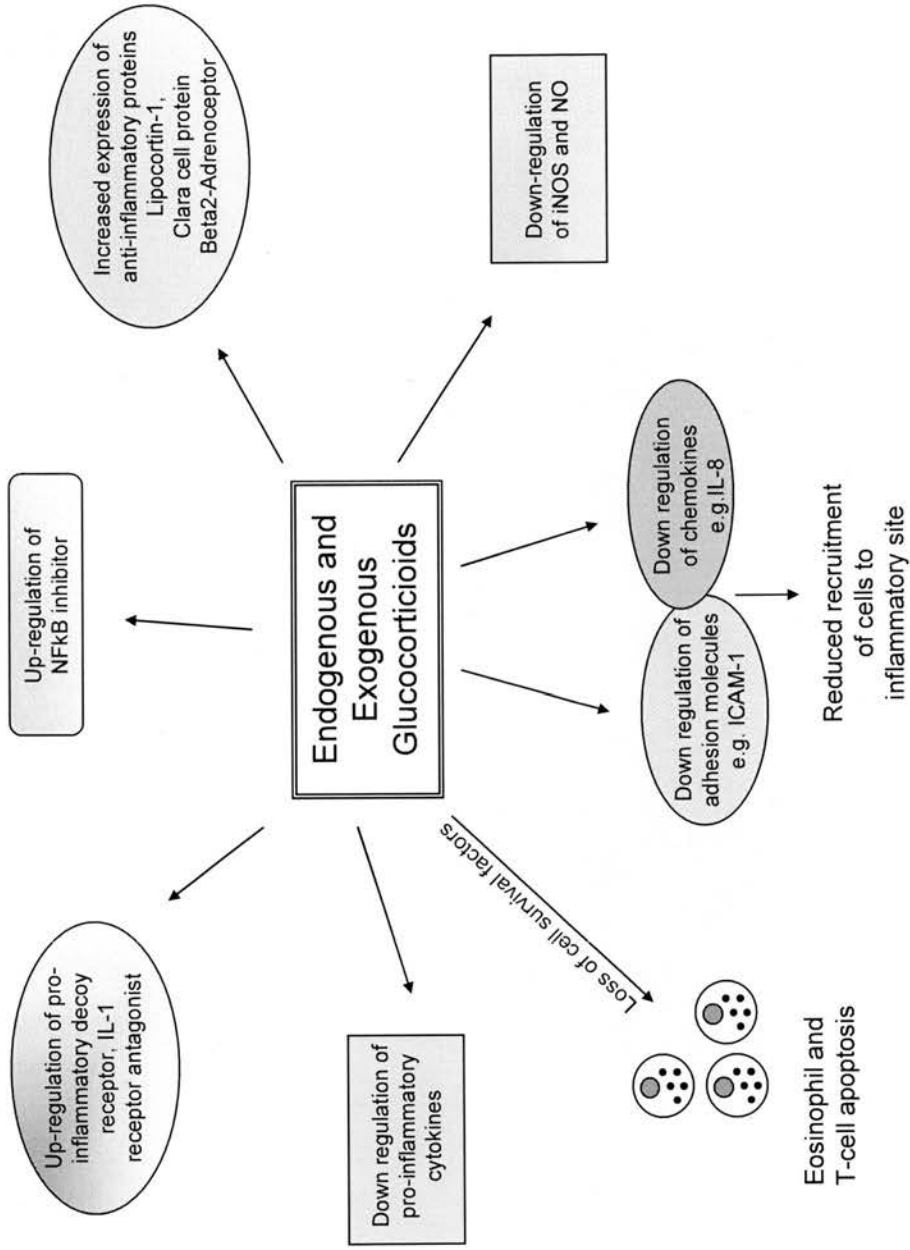 Up-regulation of pro-
inflammatory decoy
receptor, IL-1
receptor antagonist
Up-regulation of
NFkB inhibitor
Increased expression of
anti-inflammatory proteins
Lipocortin-1,
Clara cell protein
Beta2-Adrenoceptor
Endogenous and
Exogenous
Glucocorticioids
Down regulation of
pro-inflammatory
cytokines
Down-regulation
of iNOS and NO
Loss of cell survival factors
Down regulation of
adhesion molecules
e.g. ICAM-1
Down regulation
of chemokines
e.g.IL-8
Eosinophil and
T-cell apoptosis
Reduced recruitment
of cells to
inflammatory site